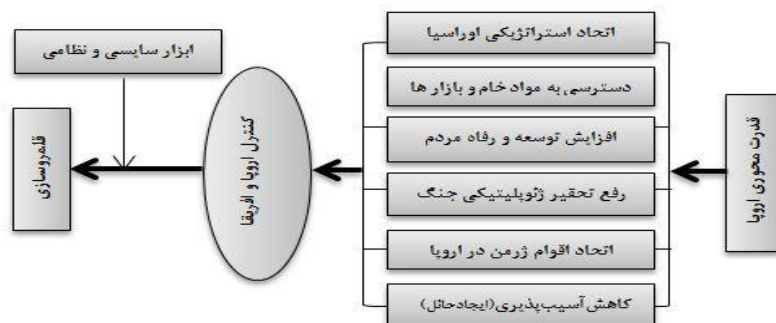 قدرت محوری اروپا
اتحاد استراتژیکی اوراسیا
دسترسی به مواد خام و بازار ها
افزایش توسعه و رفاه مردم
رفع تحقیر ژئوپلیتیکی جنگ
اتحاد اقوام ژرمن در اروپا
کاهش آسیب‌پذیری(ایجادحائل)
کنترل اروپا و افریقا
ابزار سایسی و نظامی
قلمروسازی